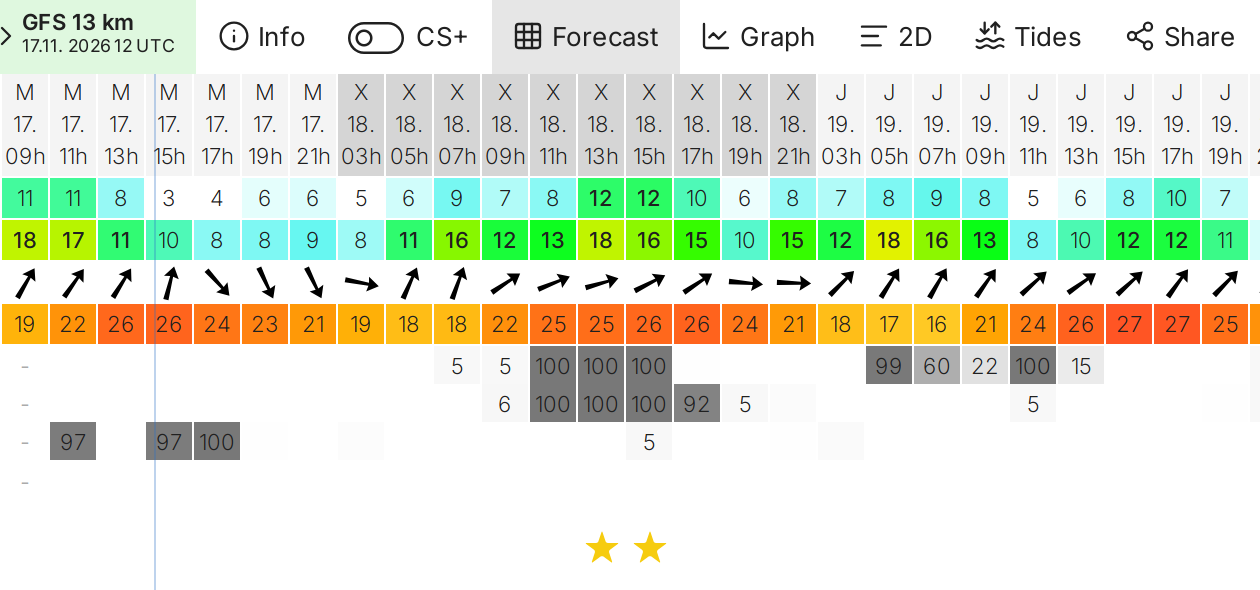 GFS 13 km
17.11. 2026 12 UTC
Info CS+ Forecast Graph 2D Tides Share
M M M M M M M X X X X X X X X X X J J J J J J J J J
17. 17. 17. 17. 17. 17. 17. 18. 18. 18. 18. 18. 18. 18. 18. 18. 18. 19. 19. 19. 19. 19. 19. 19. 19. 19.
09h 11h 13h 15h 17h 19h 21h 03h 05h 07h 09h 11h 13h 15h 17h 19h 21h 03h 05h 07h 09h 11h 13h 15h 17h 19h
11 11 8 3 4 6 6 5 6 9 7 8 12 12 10 6 8 7 8 9 8 5 6 8 10 7
18 17 11 10 8 8 9 8 11 16 12 13 18 16 15 10 15 12 18 16 13 8 10 12 12 11
19 22 26 26 24 23 21 19 18 18 22 25 25 26 26 24 21 18 17 16 21 24 26 27 27 25
- 5 5 100 100 100 99 60 22 100 15
- 6 100 100 100 92 5 5
- 97 97 100 5
-